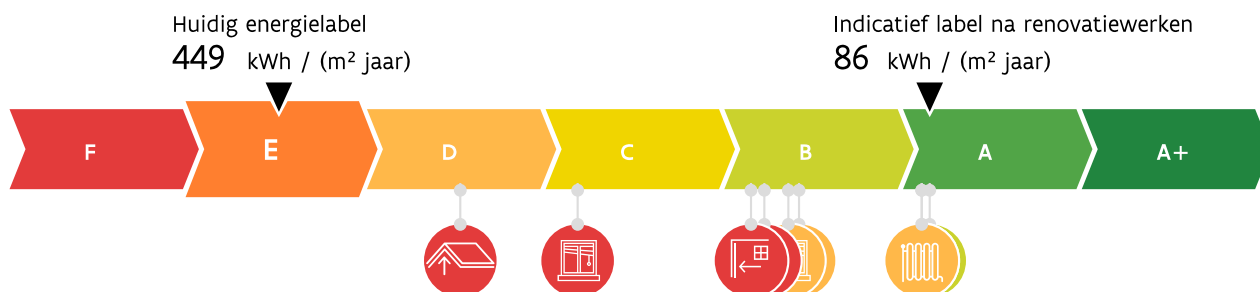 Huidig energielabel
449 kWh / (m² jaar)
Indicatief label na renovatiewerken
86 kWh / (m² jaar)
F E D C B A A+